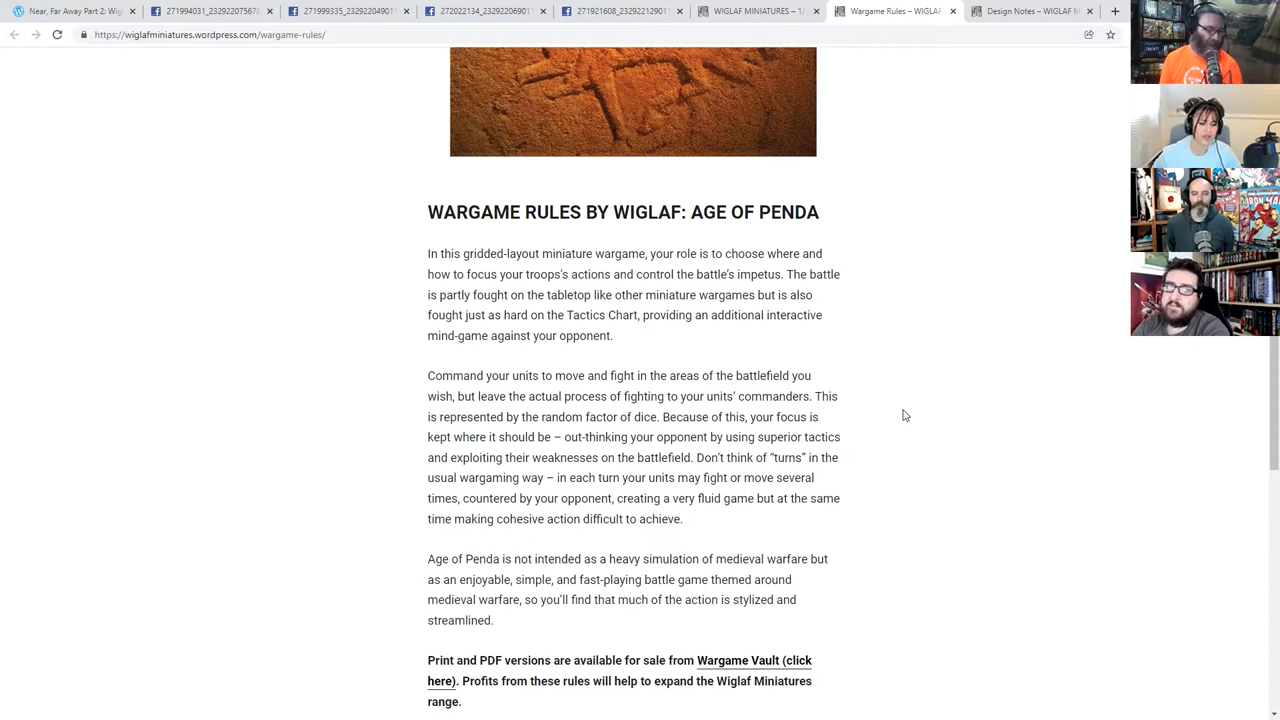 Near, Far Away Part 2: Wig
271994031_232922075670
271999335_232922049011
272022134_232922069011
271921608_232922129011
WIGLAF MINIATURES – 1/
Wargame Rules – WIGLAF
Design Notes – WIGLAF M
https://wiglafminiatures.wordpress.com/wargame-rules/
WARGAME RULES BY WIGLAF: AGE OF PENDA
In this gridded-layout miniature wargame, your role is to choose where and
how to focus your troops's actions and control the battle's impetus. The battle
is partly fought on the tabletop like other miniature wargames but is also
fought just as hard on the Tactics Chart, providing an additional interactive
mind-game against your opponent.
Command your units to move and fight in the areas of the battlefield you
wish, but leave the actual process of fighting to your units' commanders. This
is represented by the random factor of dice. Because of this, your focus is
kept where it should be – out-thinking your opponent by using superior tactics
and exploiting their weaknesses on the battlefield. Don't think of "turns" in the
usual wargaming way – in each turn your units may fight or move several
times, countered by your opponent, creating a very fluid game but at the same
time making cohesive action difficult to achieve.
Age of Penda is not intended as a heavy simulation of medieval warfare but
as an enjoyable, simple, and fast-playing battle game themed around
medieval warfare, so you'll find that much of the action is stylized and
streamlined.
Print and PDF versions are available for sale from Wargame Vault (click
here). Profits from these rules will help to expand the Wiglaf Miniatures
range.
IRON MAN